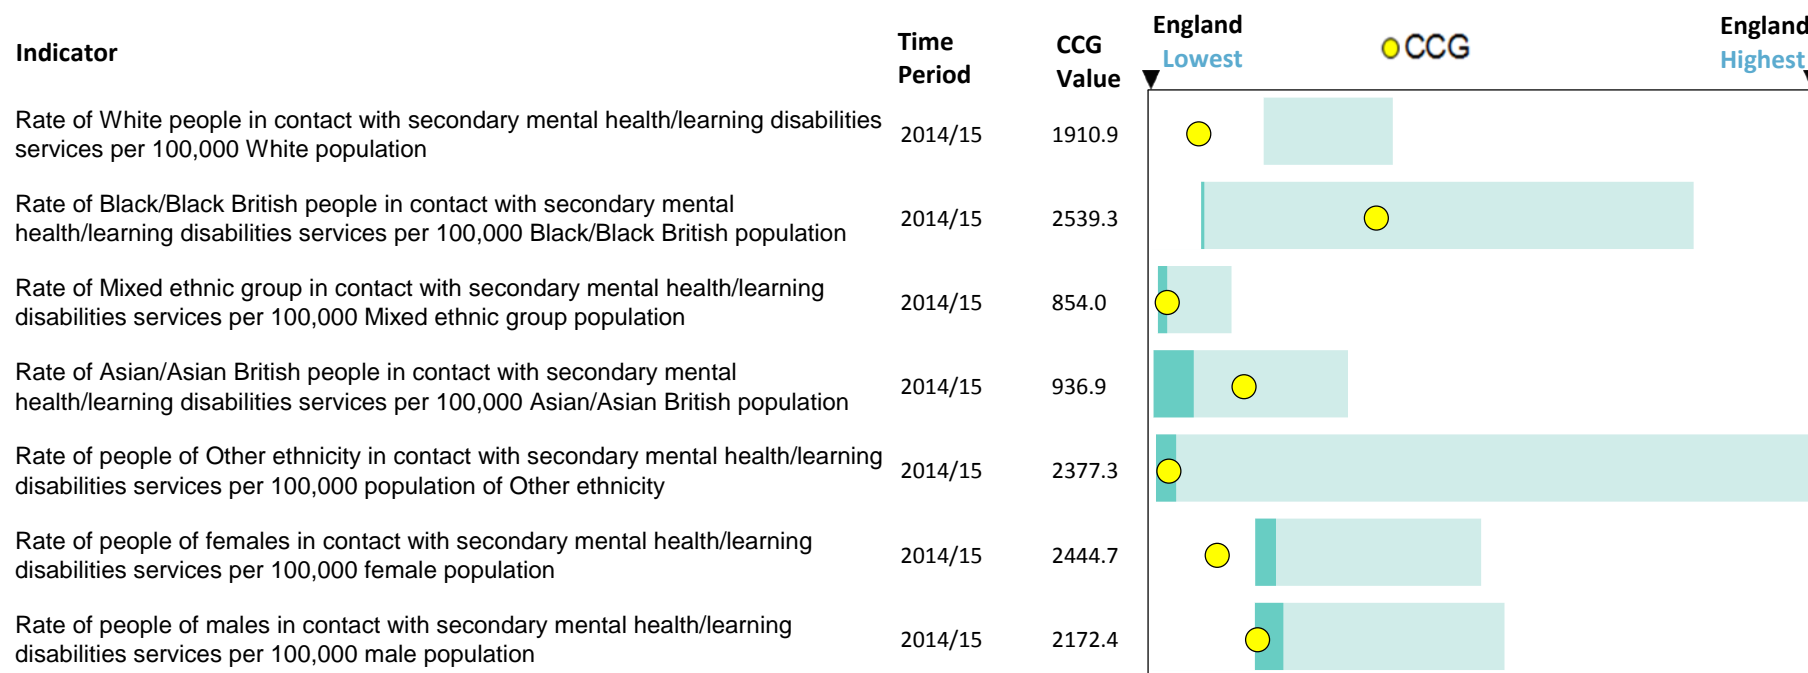 Indicator
Time
Period
CCG
Value
England
Lowest
CCG
England
Highest
Rate of White people in contact with secondary mental health/learning disabilities
services per 100,000 White population
2014/15
1910.9
Rate of Black/Black British people in contact with secondary mental
health/learning disabilities services per 100,000 Black/Black British population
2014/15
2539.3
Rate of Mixed ethnic group in contact with secondary mental health/learning
disabilities services per 100,000 Mixed ethnic group population
2014/15
854.0
Rate of Asian/Asian British people in contact with secondary mental
health/learning disabilities services per 100,000 Asian/Asian British population
2014/15
936.9
Rate of people of Other ethnicity in contact with secondary mental health/learning
disabilities services per 100,000 population of Other ethnicity
2014/15
2377.3
Rate of people of females in contact with secondary mental health/learning
disabilities services per 100,000 female population
2014/15
2444.7
Rate of people of males in contact with secondary mental health/learning
disabilities services per 100,000 male population
2014/15
2172.4